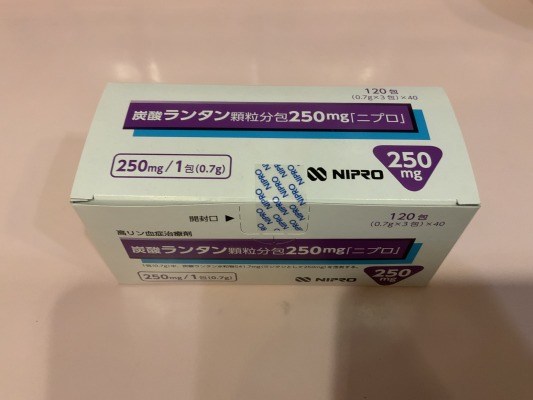 120包
(0.7g×3包)×40
炭酸ランタン顆粒分包250mg「ニプロ」
250mg/1包(0.7g)
NIPRO
250
mg
開封口 ▶
NIPRO NIPRO NIPRO
120包
(0.7g×3包)×40
高リン血症治療剤
炭酸ランタン顆粒分包250mg「ニプロ」
250mg/1包(0.7g)
NIPRO
250
mg